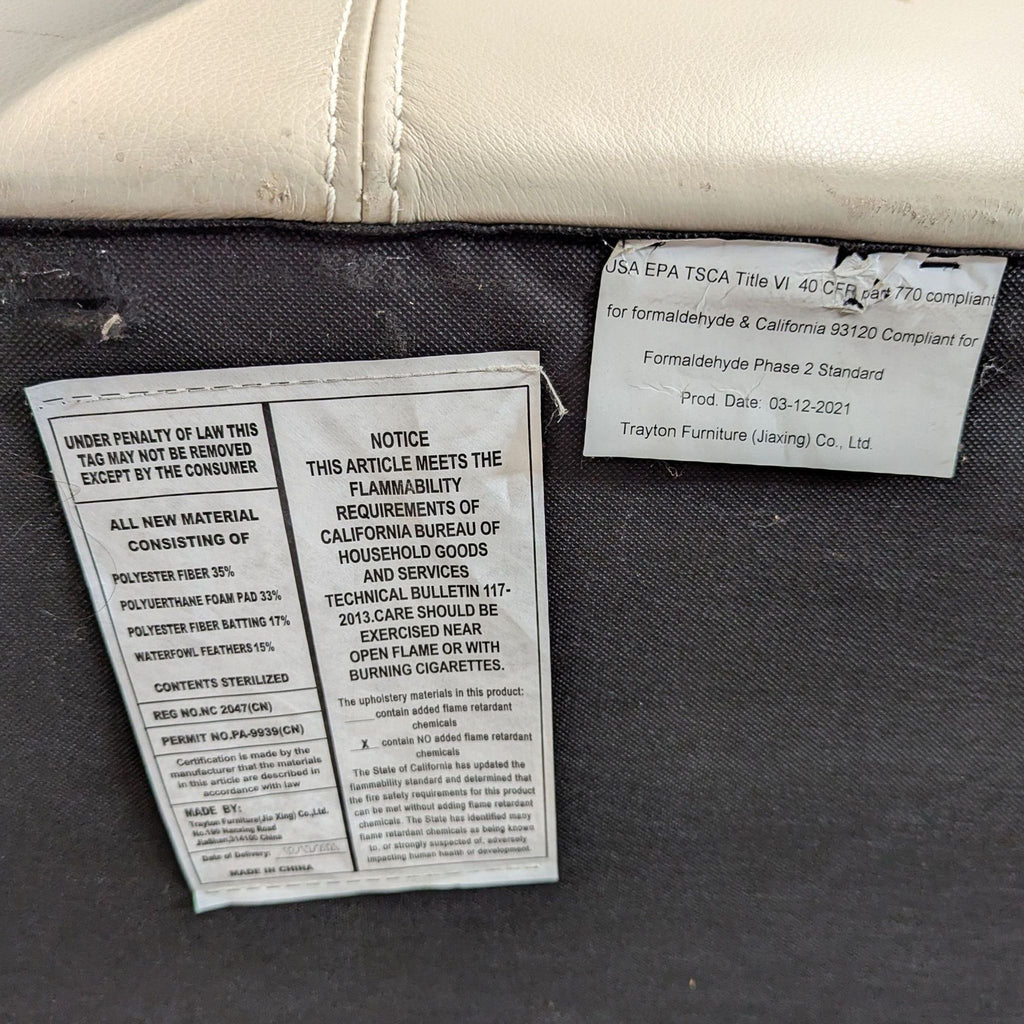 USA EPA TSCA Title VI 40 CFR part 770 compliant
for formaldehyde & California 93120 Compliant for
Formaldehyde Phase 2 Standard
Prod. Date: 03-12-2021
Trayton Furniture (Jiaxing) Co., Ltd.
UNDER PENALTY OF LAW THIS
TAG MAY NOT BE REMOVED
EXCEPT BY THE CONSUMER
ALL NEW MATERIAL
CONSISTING OF
POLYESTER FIBER 35%
POLYUERTHANE FOAM PAD 33%
POLYESTER FIBER BATTING 17%
WATERFOWL FEATHERS 15%
CONTENTS STERILIZED
REG NO.NC 2047(CN)
PERMIT NO.PA-9939(CN)
Certification is made by the
manufacturer that the materials
in this article are described in
accordance with law
MADE BY:
Trayton Furniture(Jia Xing) Co.,Ltd.
Road
China
Date of Delivery:
MADE IN CHINA
NOTICE
THIS ARTICLE MEETS THE
FLAMMABILITY
REQUIREMENTS OF
CALIFORNIA BUREAU OF
HOUSEHOLD GOODS
AND SERVICES
TECHNICAL BULLETIN 117-
2013.CARE SHOULD BE
EXERCISED NEAR
OPEN FLAME OR WITH
BURNING CIGARETTES.
The upholstery materials in this product:
contain added flame retardant
chemicals
X contain NO added flame retardant
chemicals
The State of California has updated the
flammability standard and determined that
the fire safety requirements for this product
can be met without adding flame retardant
chemicals. The State has identified many
flame retardant chemicals as being known
to, or strongly suspected of, adversely
impacting human health or development